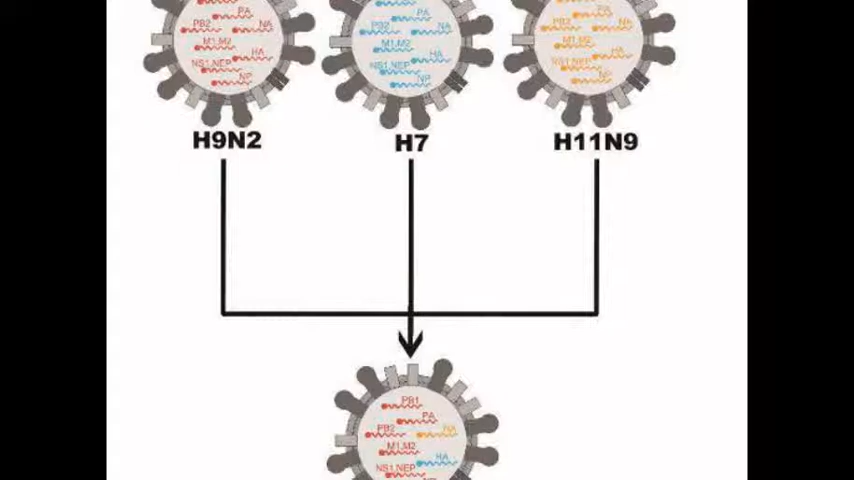 PA
PB2 NA
M1,M2
HA
NS1,NEP
NP
PA
PB2 NA
M1,M2
HA
NS1,NEP
NP
PA
PB2 NA
M1,M2
HA
NS1,NEP
NP
H9N2 H7 H11N9
PB1
PA
PB2 NA
M1,M2
HA
NS1,NEP